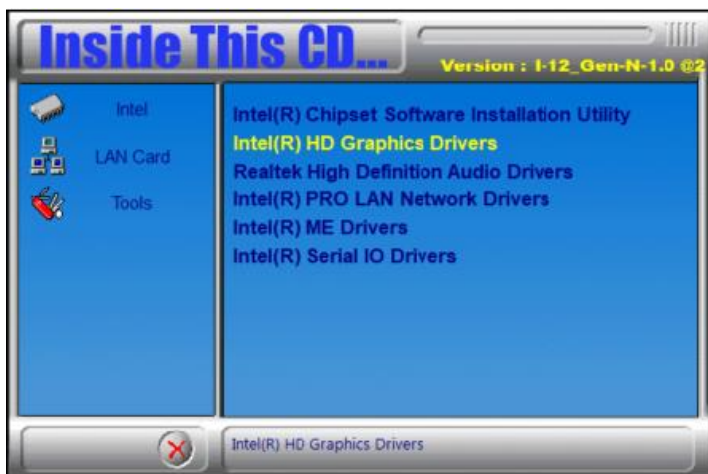 Inside This CD...
Version : I-12_Gen-N-1.0 @2
Intel
LAN Card
Tools
Intel(R) Chipset Software Installation Utility
Intel(R) HD Graphics Drivers
Realtek High Definition Audio Drivers
Intel(R) PRO LAN Network Drivers
Intel(R) ME Drivers
Intel(R) Serial IO Drivers
Intel(R) HD Graphics Drivers